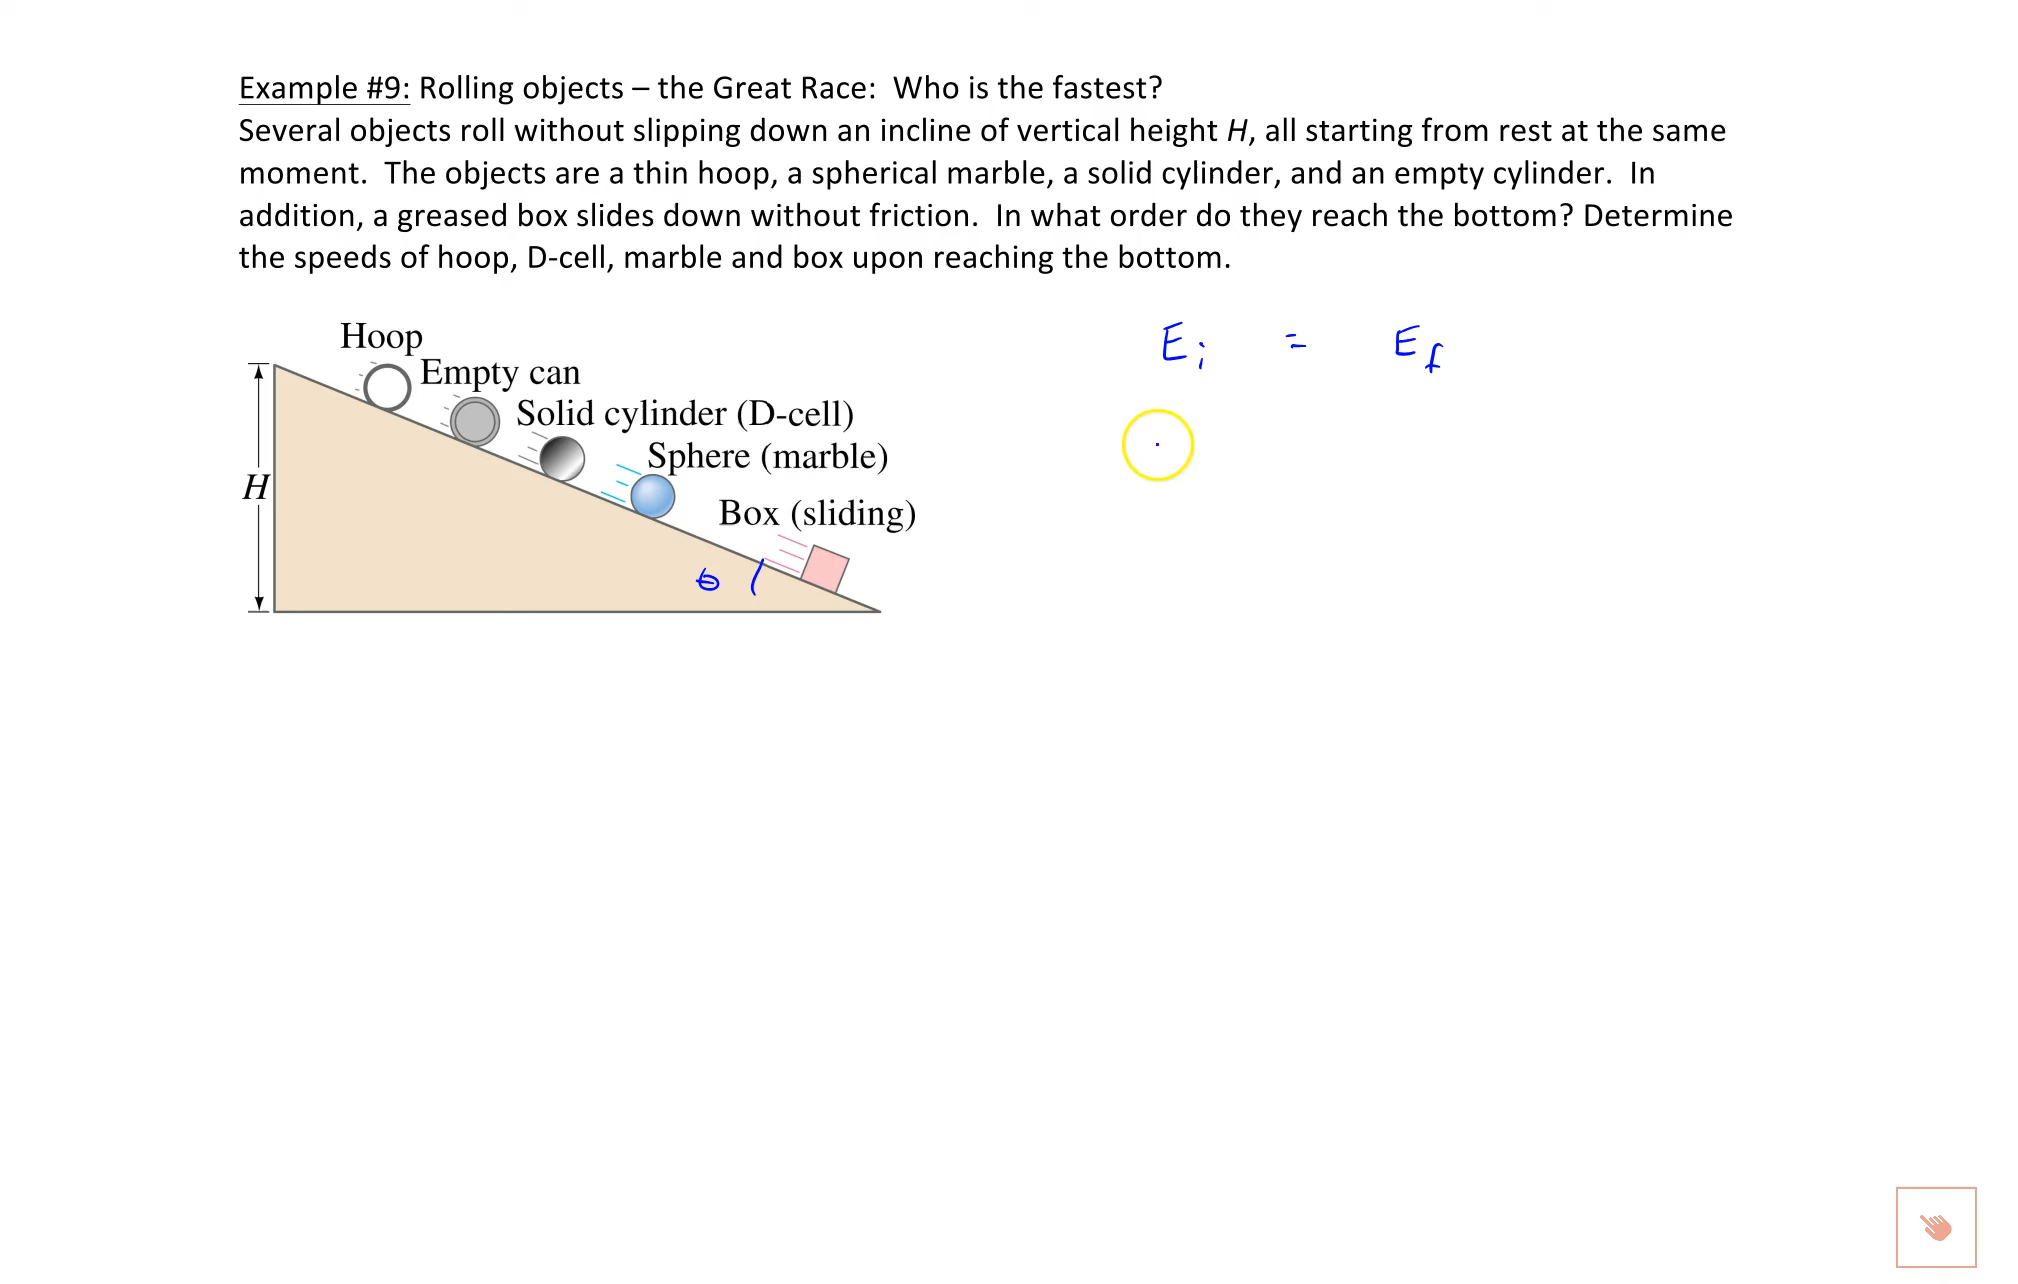 Example #9: Rolling objects – the Great Race:  Who is the fastest?
Several objects roll without slipping down an incline of vertical height H, all starting from rest at the same
moment.  The objects are a thin hoop, a spherical marble, a solid cylinder, and an empty cylinder.  In
addition, a greased box slides down without friction.  In what order do they reach the bottom? Determine
the speeds of hoop, D-cell, marble and box upon reaching the bottom.
Hoop
Empty can
Solid cylinder (D-cell)
Sphere (marble)
Box (sliding)
H
θ
E_i = E_f